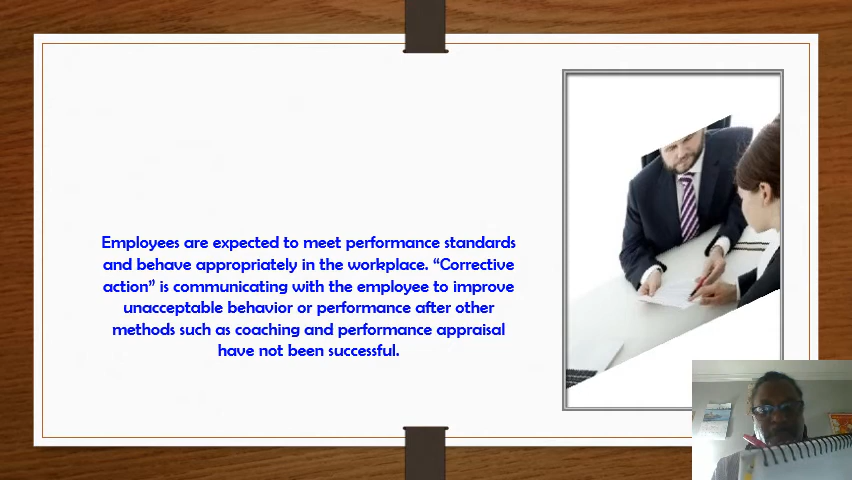 Employees are expected to meet performance standards
and behave appropriately in the workplace. “Corrective
action” is communicating with the employee to improve
unacceptable behavior or performance after other
methods such as coaching and performance appraisal
have not been successful.